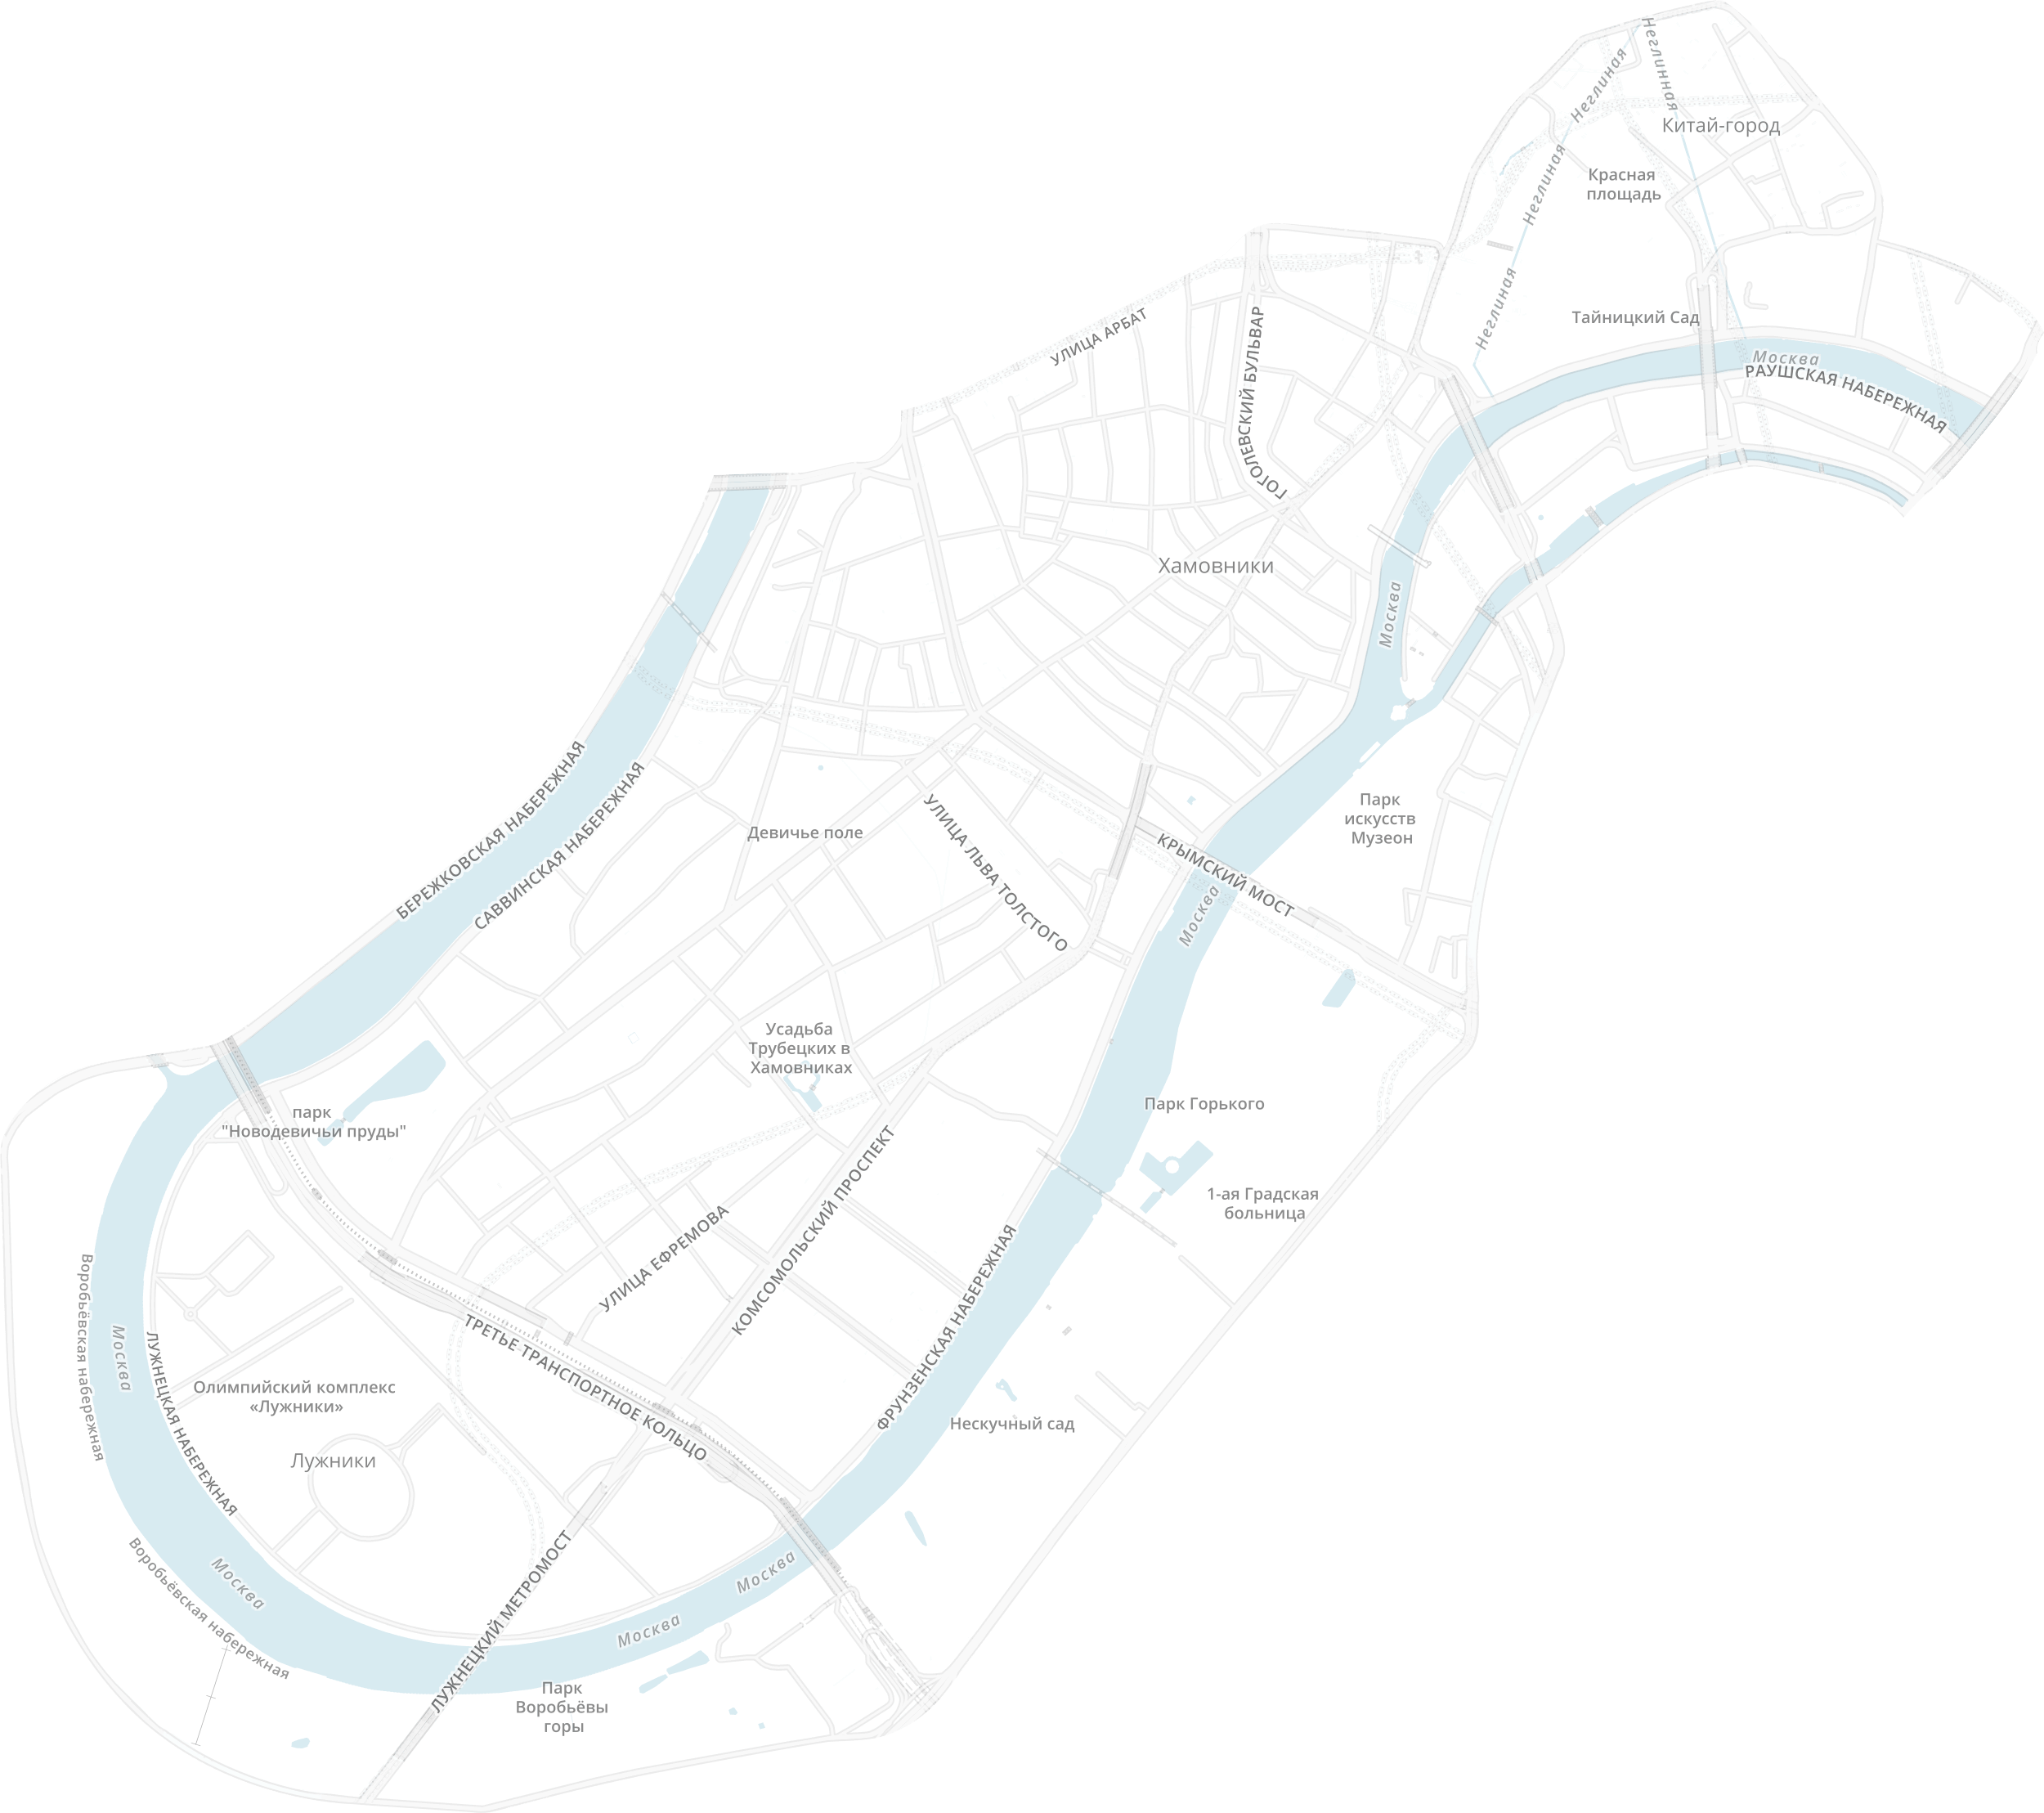 Неглинная
Неглиная
Китай-город
Неглиная
Красная
площадь
Неглиная
Тайницкий Сад
УЛИЦА АРБАТ
ГОГОЛЕВСКИЙ БУЛЬВАР
Москва
РАУШСКАЯ НАБЕРЕЖНАЯ
Хамовники
Москва
БЕРЕЖКОВСКАЯ НАБЕРЕЖНАЯ
САВВИНСКАЯ НАБЕРЕЖНАЯ
Девичье поле
УЛИЦА ЛЬВА ТОЛСТОГО
КРЫМСКИЙ МОСТ
Парк
искусств
Музеон
Москва
Усадьба
Трубецких в
Хамовниках
парк
"Новодевичьи пруды"
Парк Горького
1-ая Градская
больница
КОМСОМОЛЬСКИЙ ПРОСПЕКТ
УЛИЦА ЕФРЕМОВА
ФРУНЗЕНСКАЯ НАБЕРЕЖНАЯ
Воробьёвская набережная
Москва
ЛУЖНЕЦКАЯ НАБЕРЕЖНАЯ
ТРЕТЬЕ ТРАНСПОРТНОЕ КОЛЬЦО
Олимпийский комплекс
«Лужники»
Нескучный сад
Лужники
Воробьёвская набережная
Москва
ЛУЖНЕЦКИЙ МЕТРОМОСТ
Москва
Москва
Парк
Воробьёвы
горы